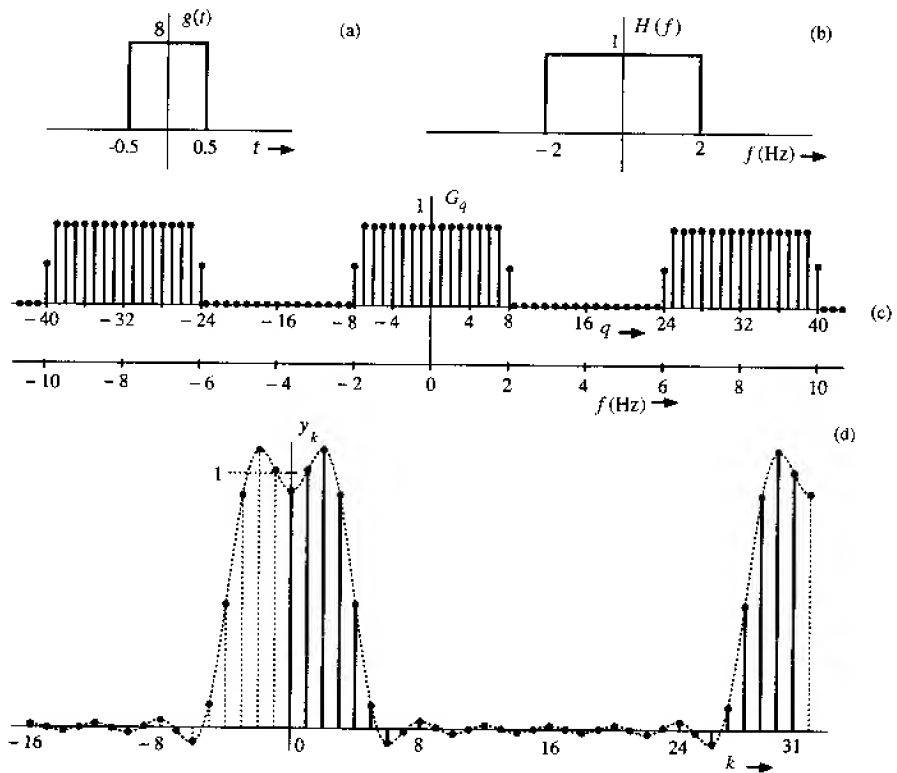 g(t)
8
(a)
-0.5 0.5 t
H(f)
1
(b)
-2 2 f(Hz)
1 G_q
-40 -32 -24 -16 -8 -4 4 8 16 q 24 32 40
(c)
-10 -8 -6 -4 -2 0 2 4 6 8 10
f(Hz)
y_k
(d)
1
-16 -8 0 8 16 24 31
k